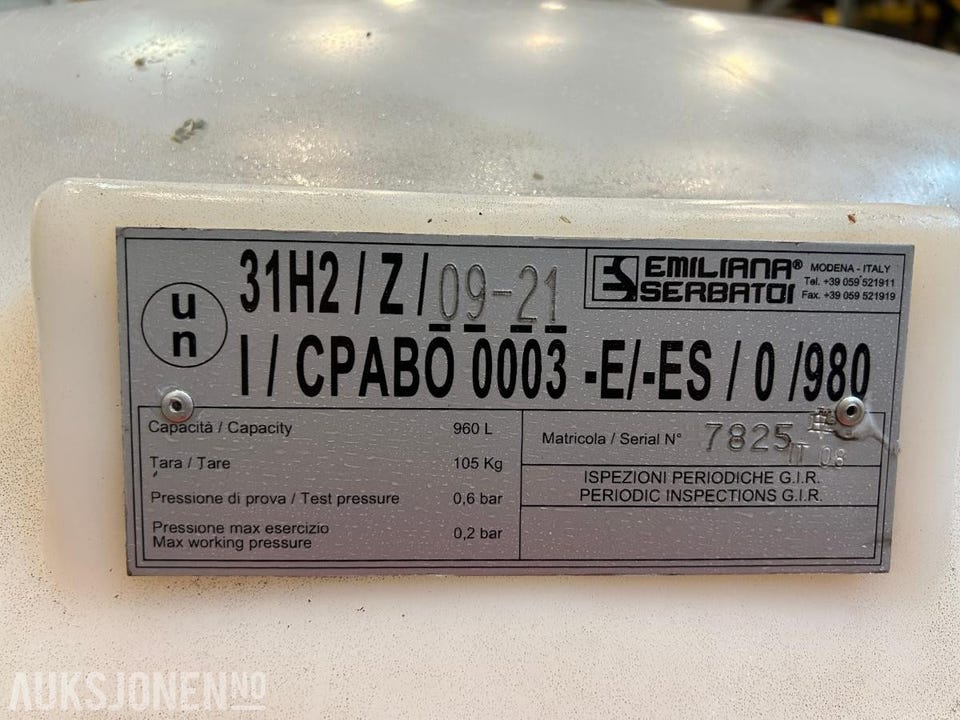 un
31H2 / Z / 09-21
EMILIANA®
SERBATOI
MODENA - ITALY
Tel. +39 059 521911
Fax. +39 059 521919
I / CPABO 0003 -E/-ES / 0 /980
Capacità / Capacity 960 L
Tara / Tare 105 Kg
Pressione di prova / Test pressure 0,6 bar
Pressione max esercizio
Max working pressure 0,2 bar
Matricola / Serial N° 7825
IT 08
ISPEZIONI PERIODICHE G.I.R.
PERIODIC INSPECTIONS G.I.R.
AUKSJONEN NO